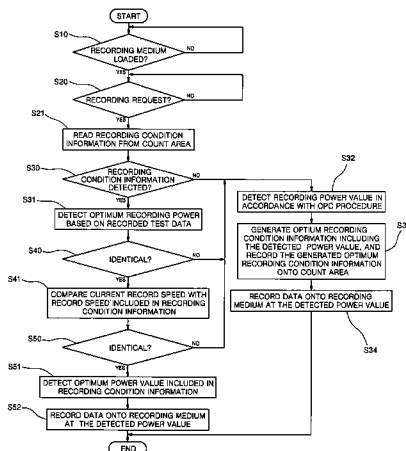 START
S10
RECORDING MEDIUM
LOADED?
NO
YES
S20
RECORDING REQUEST?
NO
YES
S21
READ RECORDING CONDITION
INFORMATION FROM COUNT AREA
S30
RECORDING
CONDITION INFORMATION
DETECTED?
NO
YES
S31
DETECT OPTIMUM RECORDING POWER
BASED ON RECORDED TEST DATA
S40
IDENTICAL?
NO
YES
S41
COMPARE CURRENT RECORD SPEED WITH
RECORD SPEED INCLUDED IN RECORDING
CONDITION INFORMATION
S50
IDENTICAL?
NO
YES
S51
DETECT OPTIMUM POWER VALUE INCLUDED IN
RECORDING CONDITION INFORMATION
S52
RECORD DATA ONTO RECORDING MEDIUM
AT THE DETECTED POWER VALUE
S32
DETECT RECORDING POWER VALUE IN
ACCORDANCE WITH OPC PROCEDURE
GENERATE OPTIUM RECORDING
CONDITION INFORMATION INCLUDING
THE DETECTED POWER VALUE, AND
RECORD THE GENERATED OPTIMUM
RECORDING CONDITION INFORMATION
ONTO COUNT AREA
RECORD DATA ONTO RECORDING
MEDIUM AT THE DETECTED POWER VALUE
S34
END